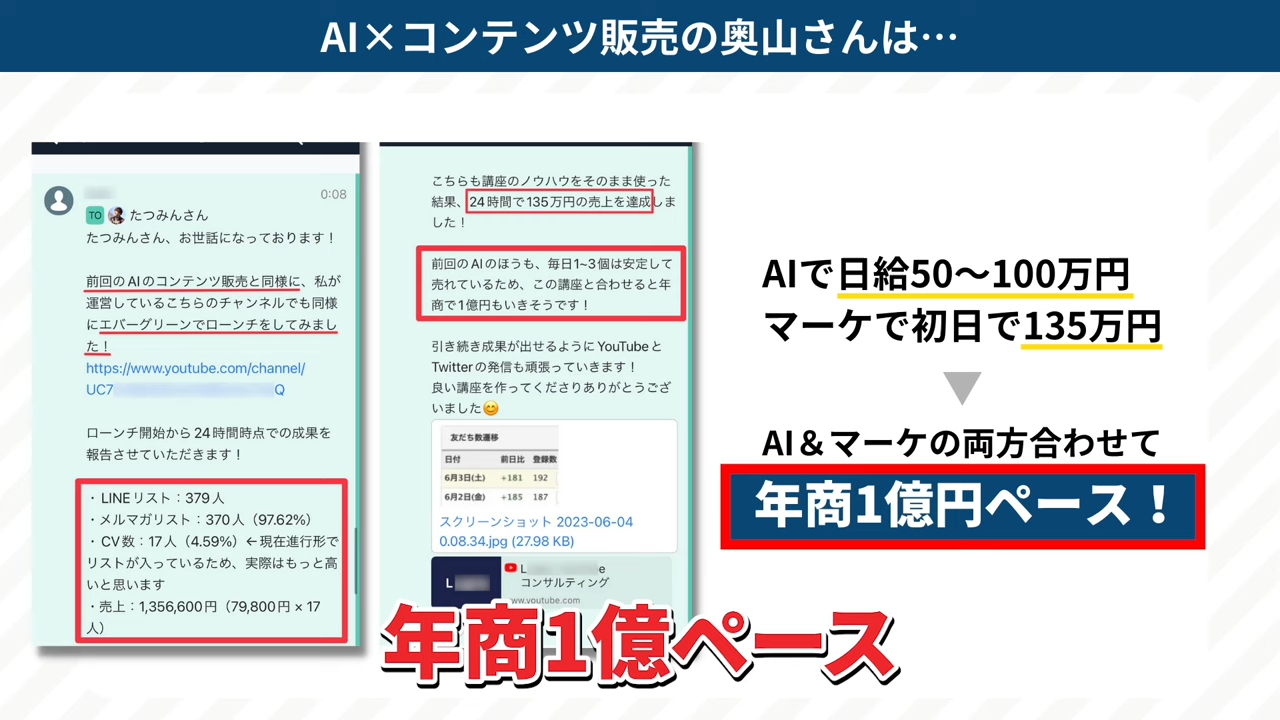 AI×コンテンツ販売の奥山さんは…
0:08
TO たつみんさん
たつみんさん、お世話になっております！
前回のAIのコンテンツ販売と同様に、私が
運営しているこちらのチャンネルでも同様
にエバーグリーンでローンチをしてみまし
た！
https://www.youtube.com/channel/
UC7 Q
ローンチ開始から24時間時点での成果を
報告させていただきます！
・LINEリスト：379人
・メルマガリスト：370人（97.62%）
・CV数：17人（4.59%）←現在進行形で
リストが入っているため、実際はもっと高
いと思います
・売上：1,356,600円（79,800円×17
人）
こちらも講座のノウハウをそのまま使った
結果、24時間で135万円の売上を達成しま
した！
前回のAIのほうも、毎日1~3個は安定して
売れているため、この講座と合わせると年
商で1億円もいきそうです！
引き続き成果が出せるようにYouTubeと
Twitterの発信も頑張っていきます！
良い講座を作ってくださりありがとうござ
いました😊
友だち数遷移
日付 前日比 登録数
6月3日(土) +181 192
6月2日(金) +185 187
スクリーンショット 2023-06-04
0.08.34.jpg (27.98 KB)
L
L e
コンサルティング
ww.youtube.com
AIで日給50～100万円
マーケで初日で135万円
AI＆マーケの両方合わせて
年商1億円ペース！
年商1億ペース